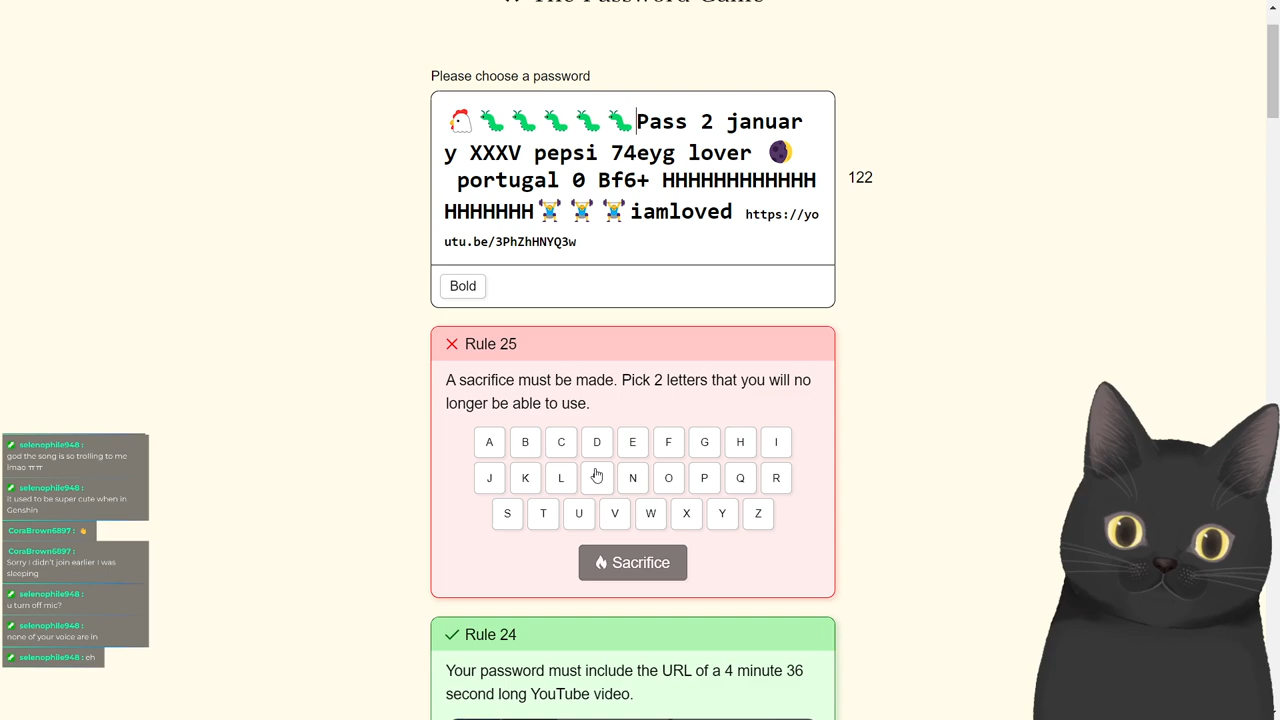 Please choose a password
🐔🐛🐛🐛🐛🐛Pass 2 januar
y XXXV pepsi 74eyg lover 🌒
portugal 0 Bf6+ HHHHHHHHHHHH
HHHHHHH🏋️‍♂️🏋️‍♂️🏋️‍♂️iamloved https://yo
utu.be/3PhZhHNYQ3w
122
Bold
Rule 25
A sacrifice must be made. Pick 2 letters that you will no
longer be able to use.
A B C D E F G H I
J K L N O P Q R
S T U V W X Y Z
🔥 Sacrifice
Rule 24
Your password must include the URL of a 4 minute 36
second long YouTube video.
selenophile948 :
god the song is so trolling to me
lmao ㅠㅠ
selenophile948 :
it used to be super cute when in
Genshin
CoraBrown6897 : 👋
CoraBrown6897 :
Sorry I didn't join earlier I was
sleeping
selenophile948 :
u turn off mic?
selenophile948 :
none of your voice are in
selenophile948 : eh